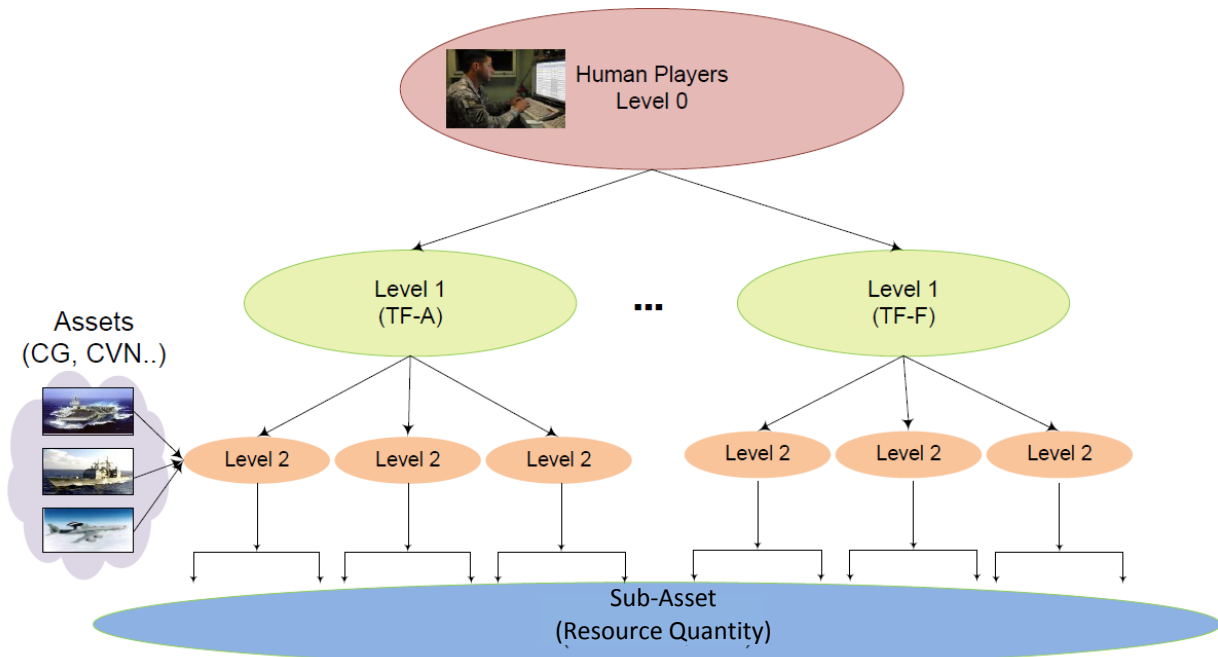 Human Players
Level 0
Level 1
(TF-A)
...
Level 1
(TF-F)
Assets
(CG, CVN..)
Level 2
Level 2
Level 2
Level 2
Level 2
Level 2
Sub-Asset
(Resource Quantity)